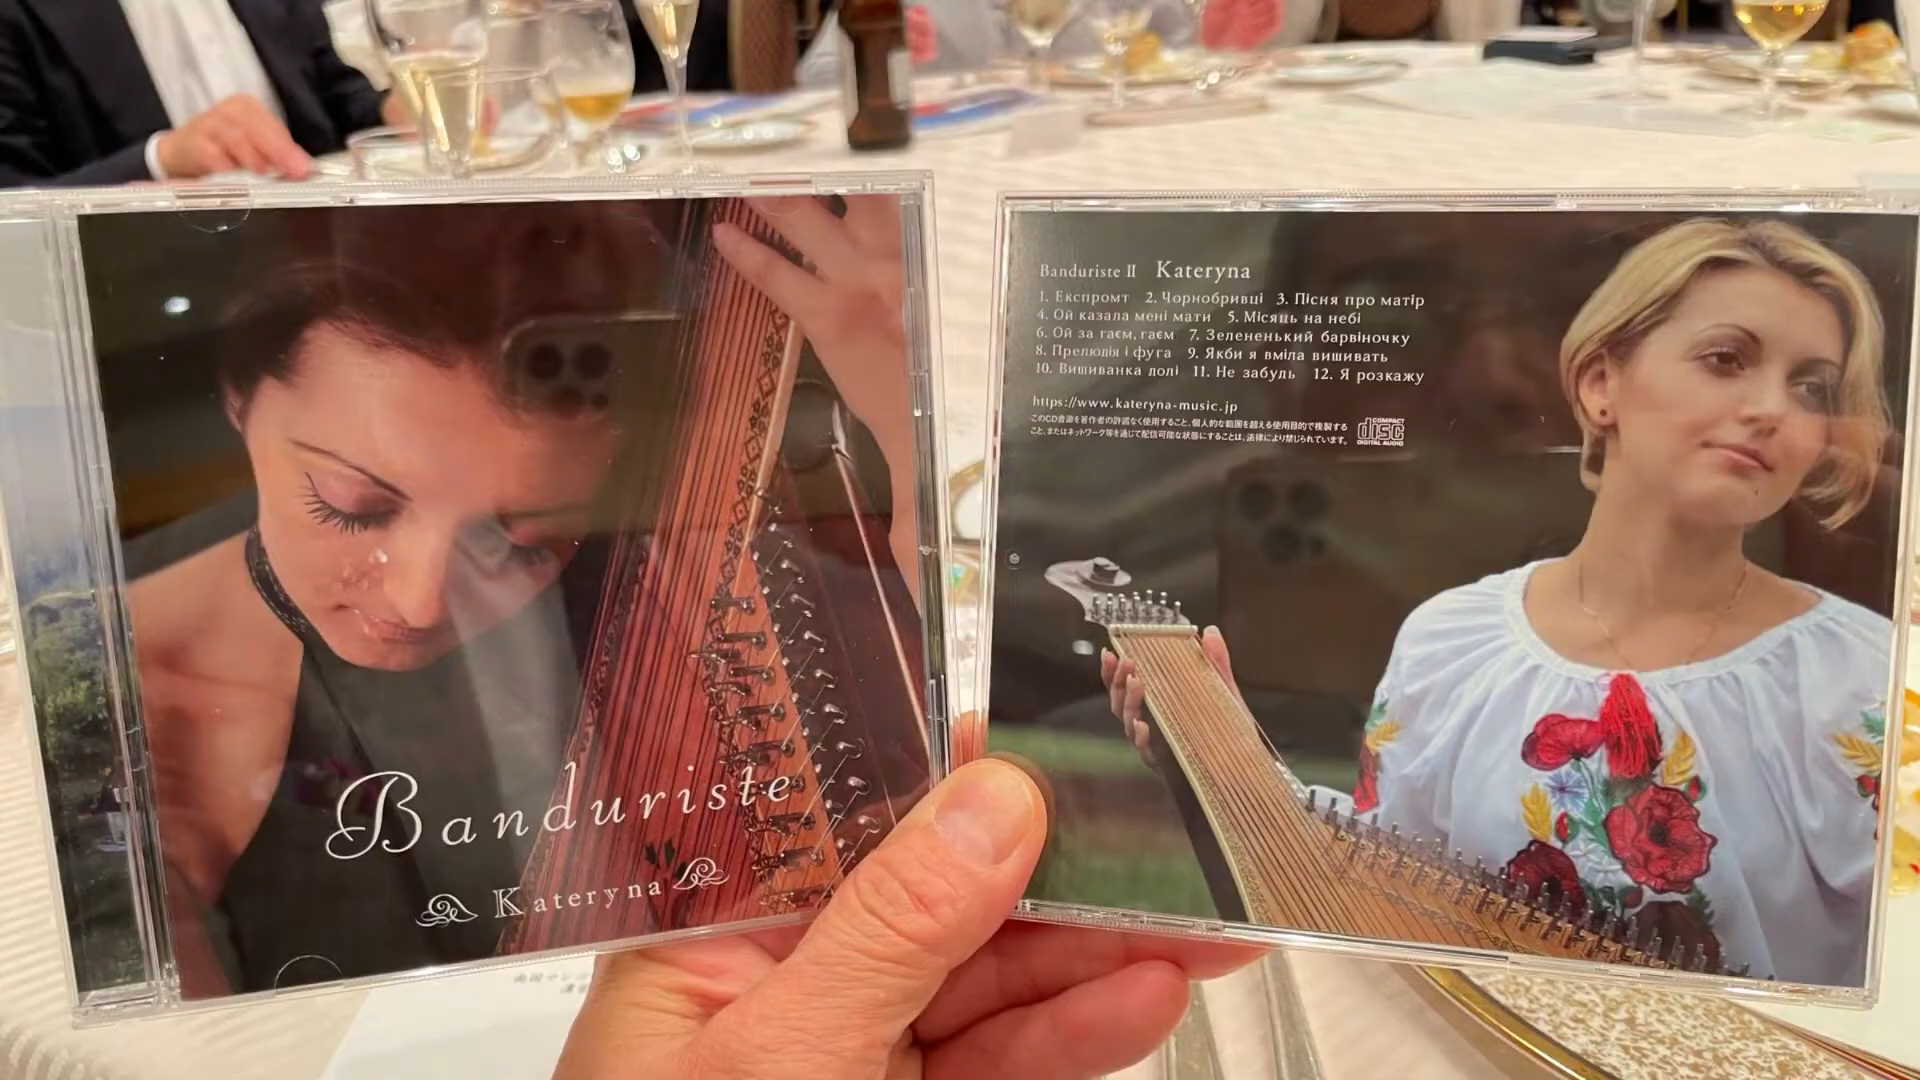 Banduriste
Kateryna
Banduriste II Kateryna
1. Експромт 2. Чорнобривці 3. Пісня про матір
4. Ой казала мені мати 5. Місяць на небі
6. Ой за гаєм, гаєм 7. Зелененький барвіночку
8. Прелюдія і фуга 9. Якби я вміла вишивать
10. Вишиванка долі 11. Не забудь 12. Я розкажу
https://www.kateryna-music.jp
このCD音源を著作者の許諾なく使用すること、個人的な範囲を超える使用目的で複製する
こと、またはネットワーク等を通じて配信可能な状態にすることは、法律により禁じられています。
COMPACT
disc
DIGITAL AUDIO